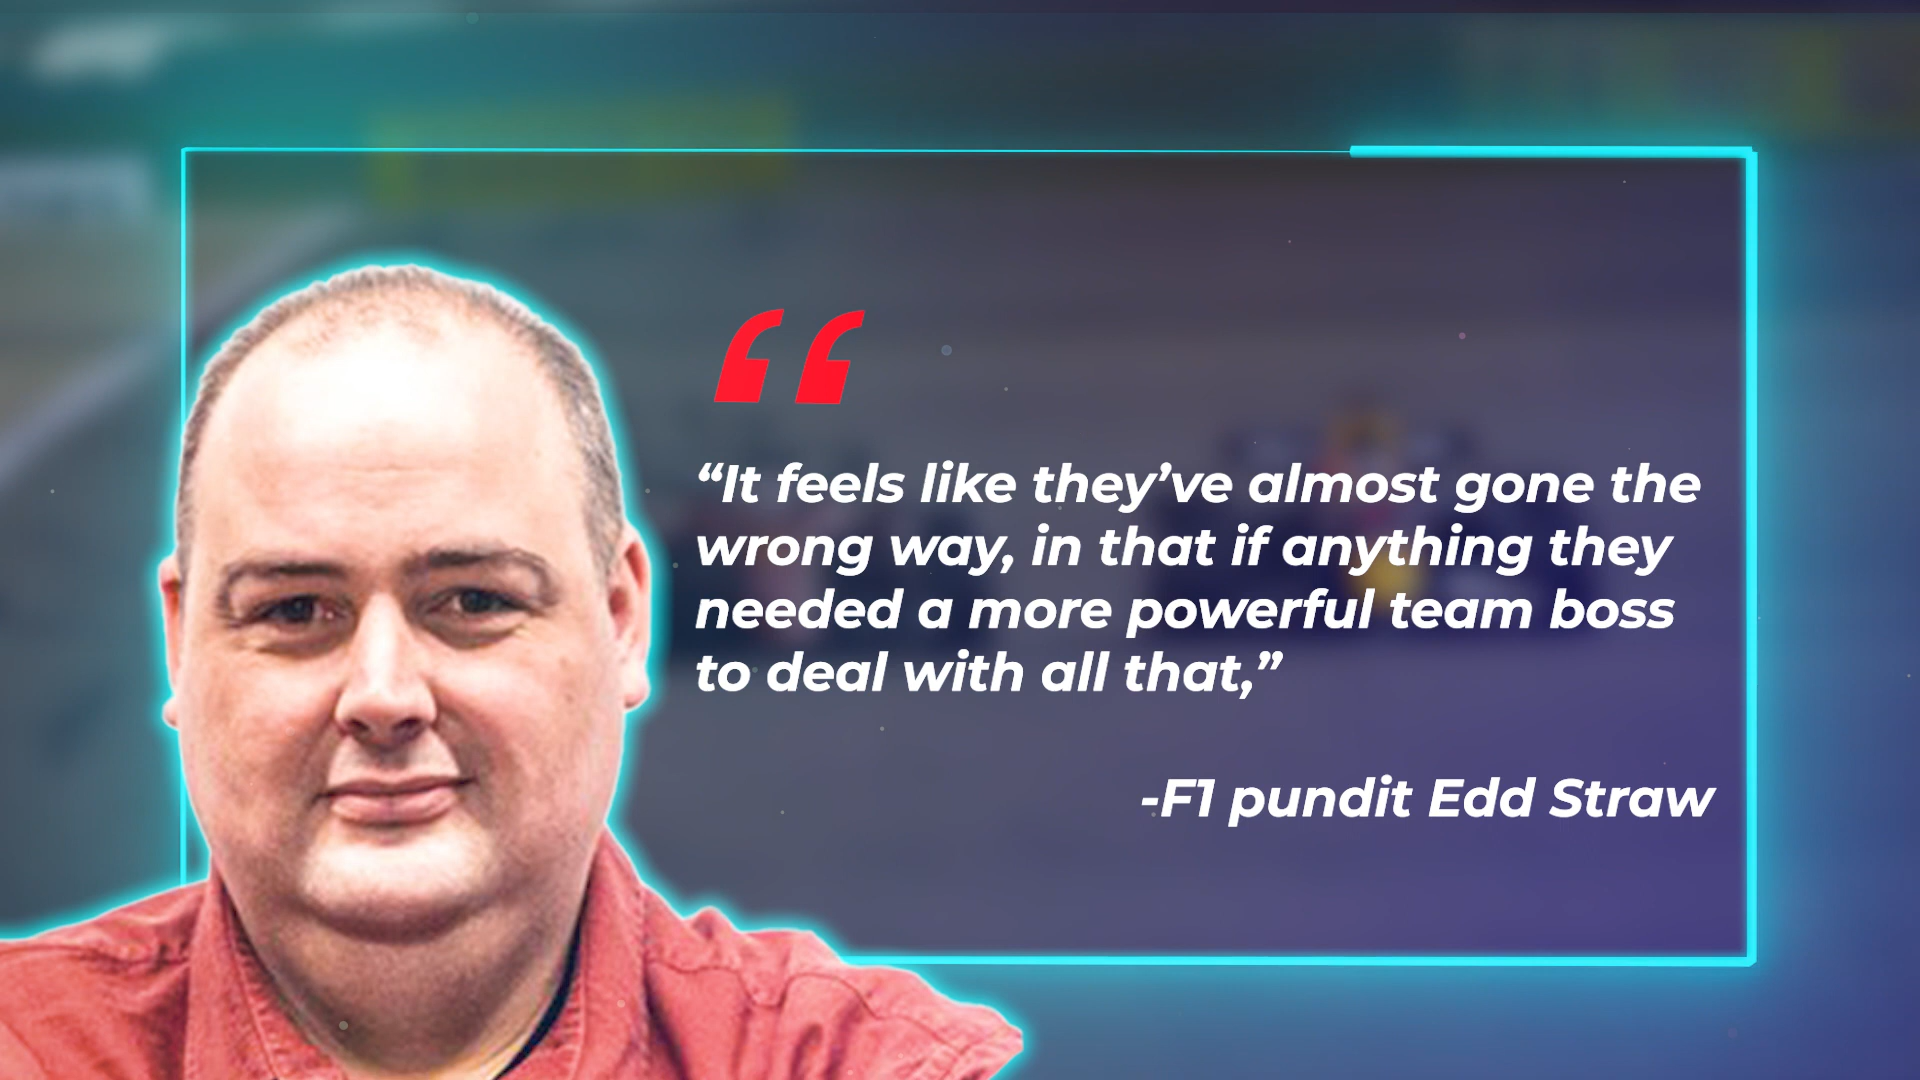 “It feels like they’ve almost gone the
wrong way, in that if anything they
needed a more powerful team boss
to deal with all that,”
-F1 pundit Edd Straw